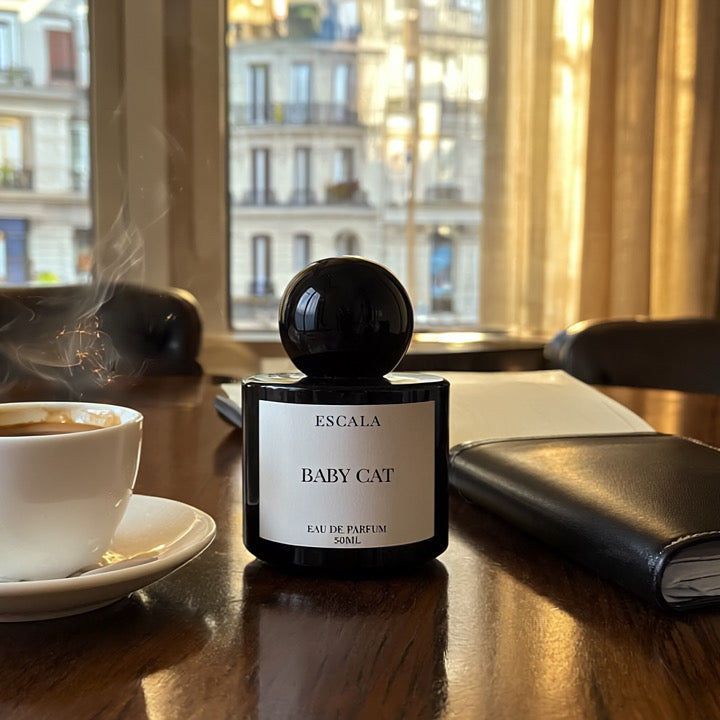 ESCALA
BABY CAT
EAU DE PARFUM
50ML